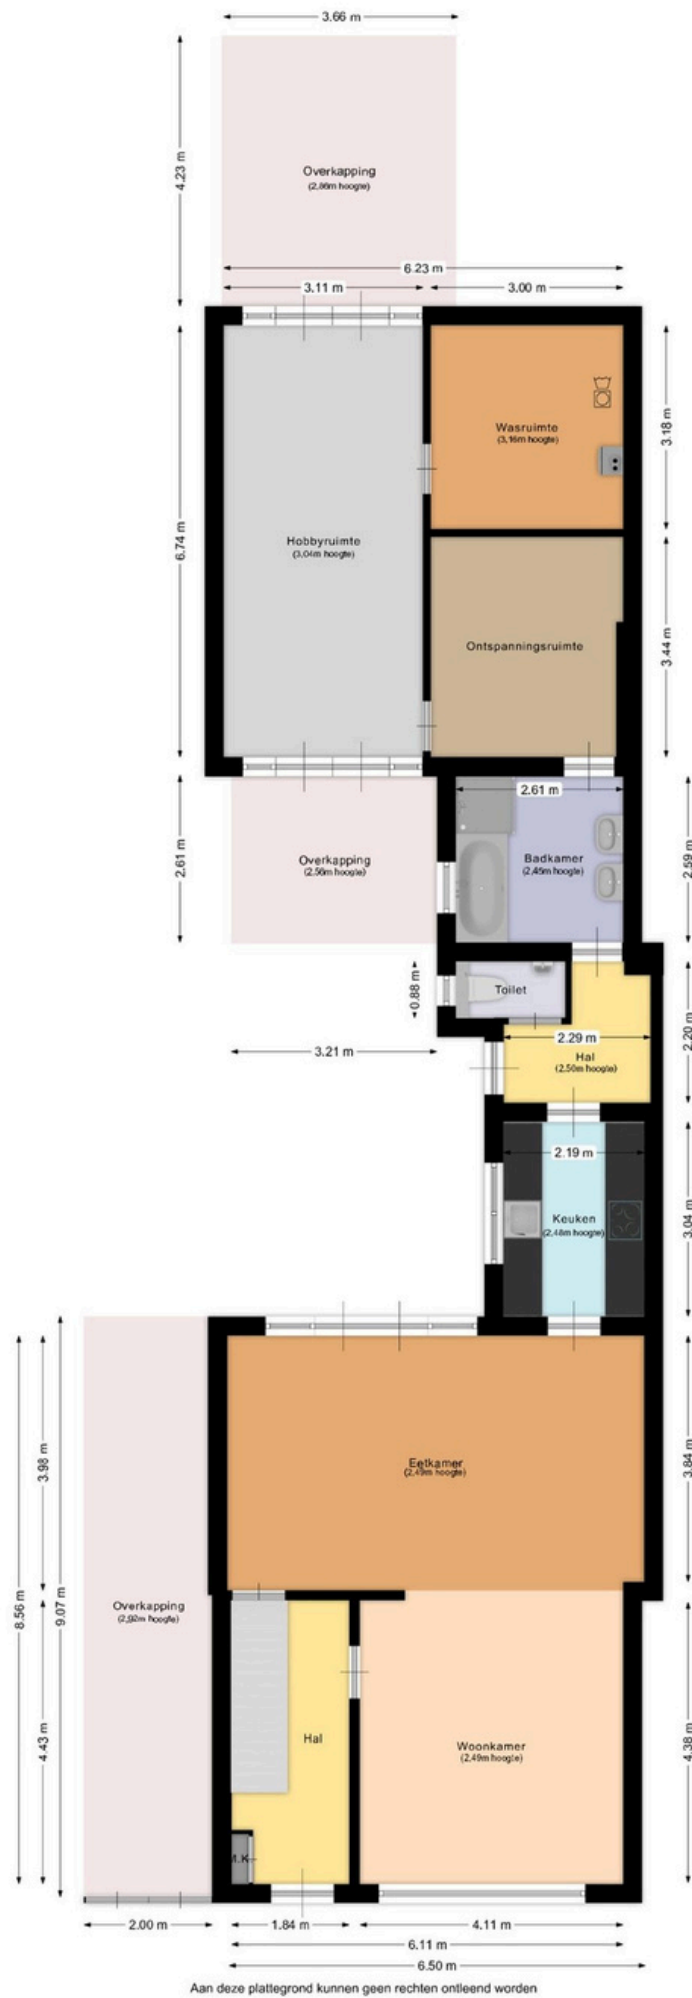 3.66 m
4.23 m
Overkapping
(2,86m hoogte)
6.23 m
3.11 m
3.00 m
Wasruimte
(3,16m hoogte)
3.18 m
6.74 m
Hobbyruimte
(3,04m hoogte)
Ontspanningsruimte
3.44 m
2.61 m
2.61 m
Overkapping
(2.56m hoogte)
Badkamer
(2,45m hoogte)
2.59 m
0.88 m
Toilet
2.20 m
3.21 m
2.29 m
Hal
(2.50m hoogte)
2.19 m
Keuken
(2,48m hoogte)
3.04 m
3.98 m
Eetkamer
(2,49m hoogte)
3.84 m
8.56 m
9.07 m
Overkapping
(2,92m hoogte)
4.43 m
Hal
Woonkamer
(2,49m hoogte)
4.38 m
M.K
2.00 m
1.84 m
4.11 m
6.11 m
6.50 m
Aan deze plattegrond kunnen geen rechten ontleend worden